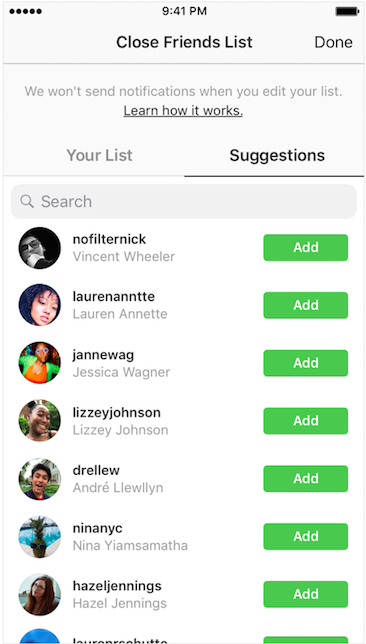 9:41 PM
Close Friends List
Done
We won't send notifications when you edit your list.
Learn how it works.
Your List
Suggestions
Search
nofilternick
Vincent Wheeler
Add
laurenanntte
Lauren Annette
Add
jannewag
Jessica Wagner
Add
lizzeyjohnson
Lizzey Johnson
Add
drellew
André Llewllyn
Add
ninanyc
Nina Yiamsamatha
Add
hazeljennings
Hazel Jennings
Add